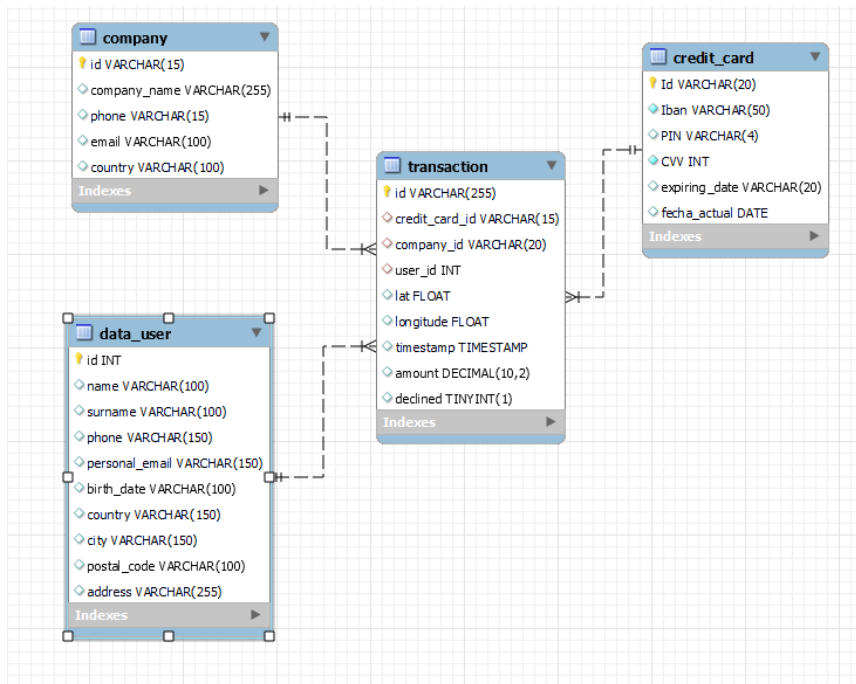 company
id VARCHAR(15)
company_name VARCHAR(255)
phone VARCHAR(15)
email VARCHAR(100)
country VARCHAR(100)
Indexes
credit_card
Id VARCHAR(20)
Iban VARCHAR(50)
PIN VARCHAR(4)
CVV INT
expiring_date VARCHAR(20)
fecha_actual DATE
Indexes
transaction
id VARCHAR(255)
credit_card_id VARCHAR(15)
company_id VARCHAR(20)
user_id INT
lat FLOAT
longitude FLOAT
timestamp TIMESTAMP
amount DECIMAL(10,2)
declined TINYINT(1)
Indexes
data_user
id INT
name VARCHAR(100)
surname VARCHAR(100)
phone VARCHAR(150)
personal_email VARCHAR(150)
birth_date VARCHAR(100)
country VARCHAR(150)
city VARCHAR(150)
postal_code VARCHAR(100)
address VARCHAR(255)
Indexes